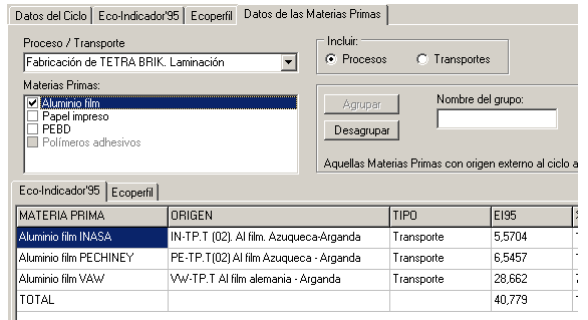 Datos del Ciclo Eco-Indicador'95 Ecoperfil Datos de las Materias Primas
Proceso / Transporte
Fabricación de TETRA BRIK. Laminación
Incluir:
Procesos Transportes
Materias Primas:
Aluminio film
Papel impreso
PEBD
Polímeros adhesivos
Agrupar
Desagrupar
Nombre del grupo:
Aquellas Materias Primas con origen externo al ciclo a
Eco-Indicador'95 Ecoperfil
MATERIA PRIMA ORIGEN TIPO EI95
Aluminio film INASA IN-TP.T (02). Al film. Azuqueca-Arganda Transporte 5,5704
Aluminio film PECHINEY PE-TP.T(02) Al film Azuqueca - Arganda Transporte 6,5457
Aluminio film VAW VW-TP.T Al film alemania - Arganda Transporte 28,662
TOTAL 40,779